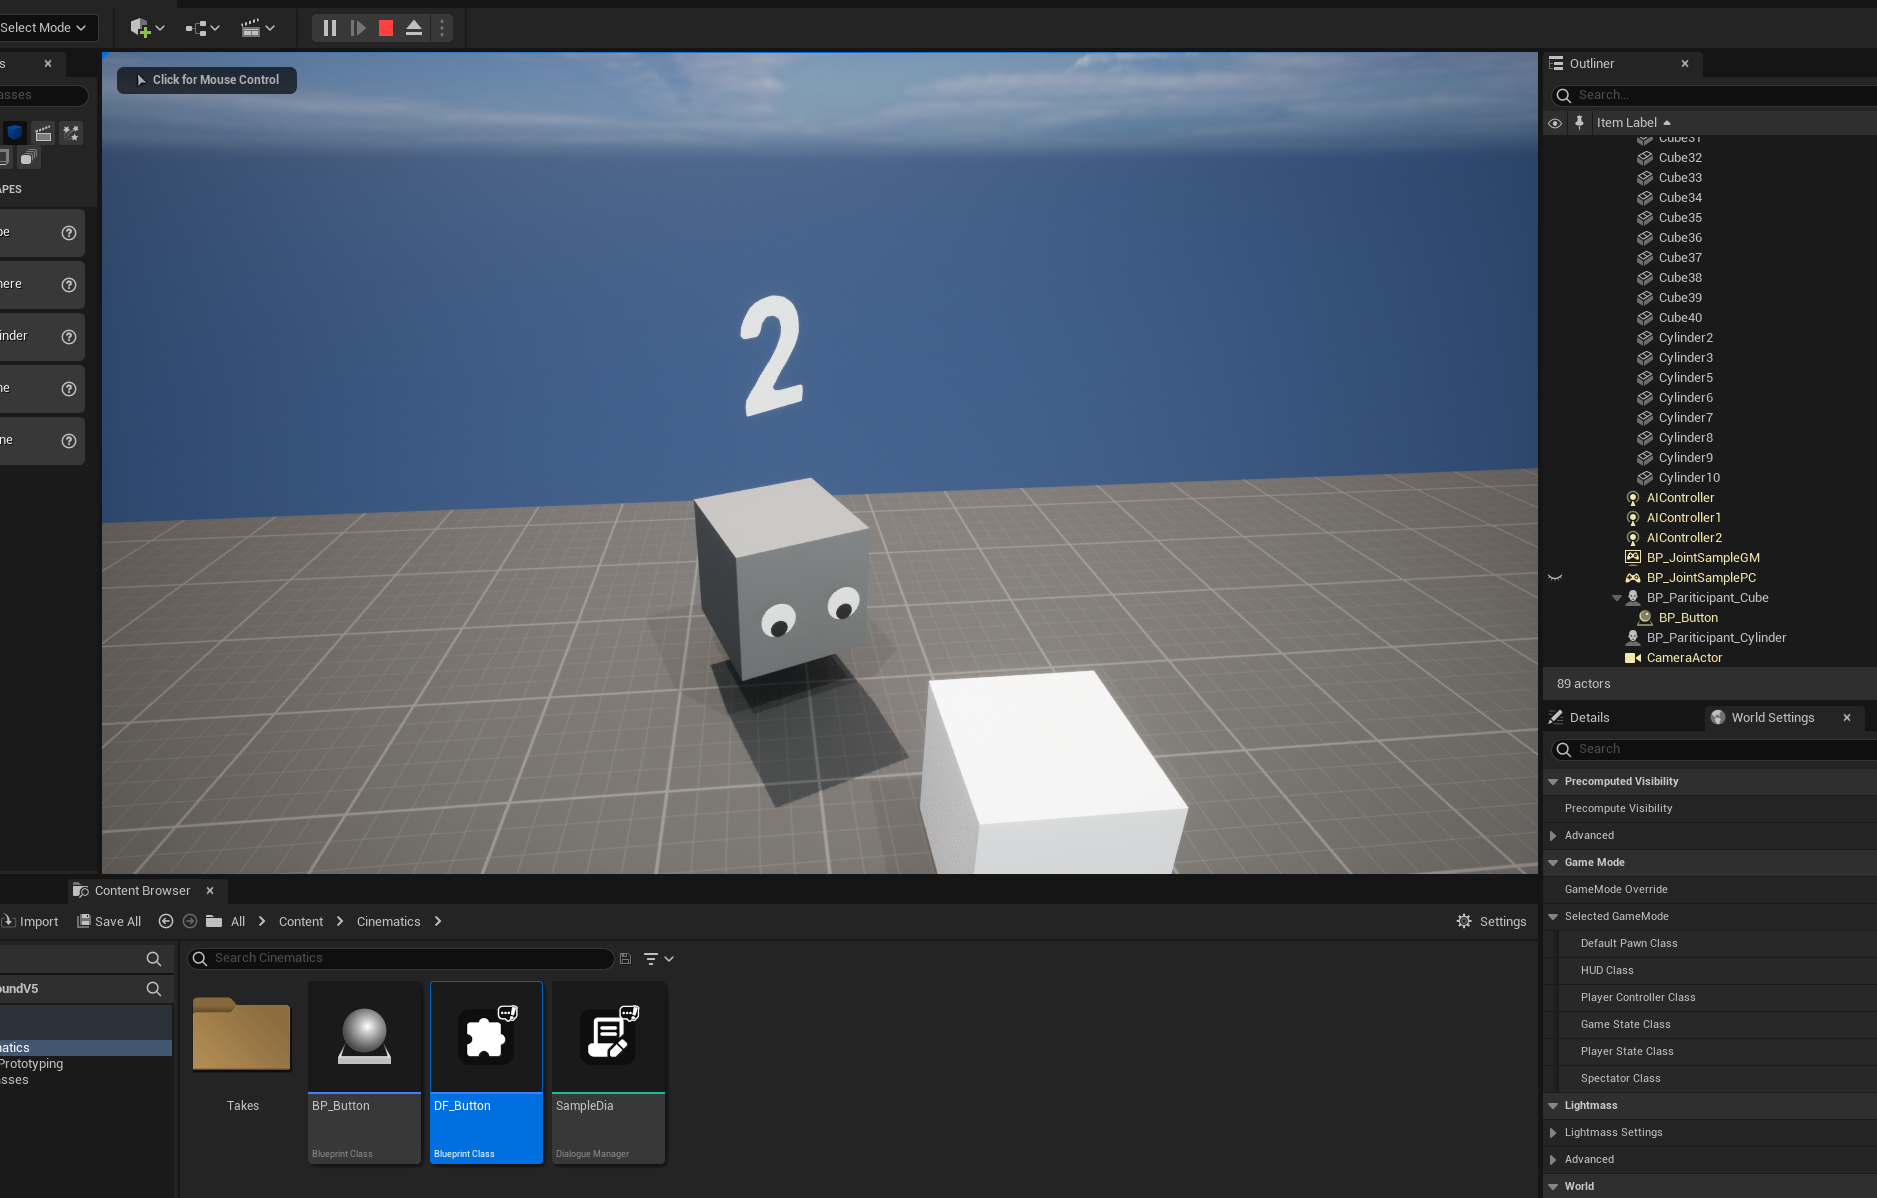 Select Mode
Click for Mouse Control
2
s
asses
APES
be
here
inder
ne
ne
Outliner
Search...
Item Label
Cube31
Cube32
Cube33
Cube34
Cube35
Cube36
Cube37
Cube38
Cube39
Cube40
Cylinder2
Cylinder3
Cylinder5
Cylinder6
Cylinder7
Cylinder8
Cylinder9
Cylinder10
AIController
AIController1
AIController2
BP_JointSampleGM
BP_JointSamplePC
BP_Pariticipant_Cube
BP_Button
BP_Pariticipant_Cylinder
CameraActor
89 actors
Details
World Settings
Search
Precomputed Visibility
Precompute Visibility
Advanced
Game Mode
GameMode Override
Selected GameMode
Default Pawn Class
HUD Class
Player Controller Class
Game State Class
Player State Class
Spectator Class
Lightmass
Lightmass Settings
Advanced
World
Content Browser
Import
Save All
All
Content
Cinematics
Settings
Search Cinematics
oundV5
natics
Prototyping
sses
Takes
BP_Button
Blueprint Class
DF_Button
Blueprint Class
SampleDia
Dialogue Manager